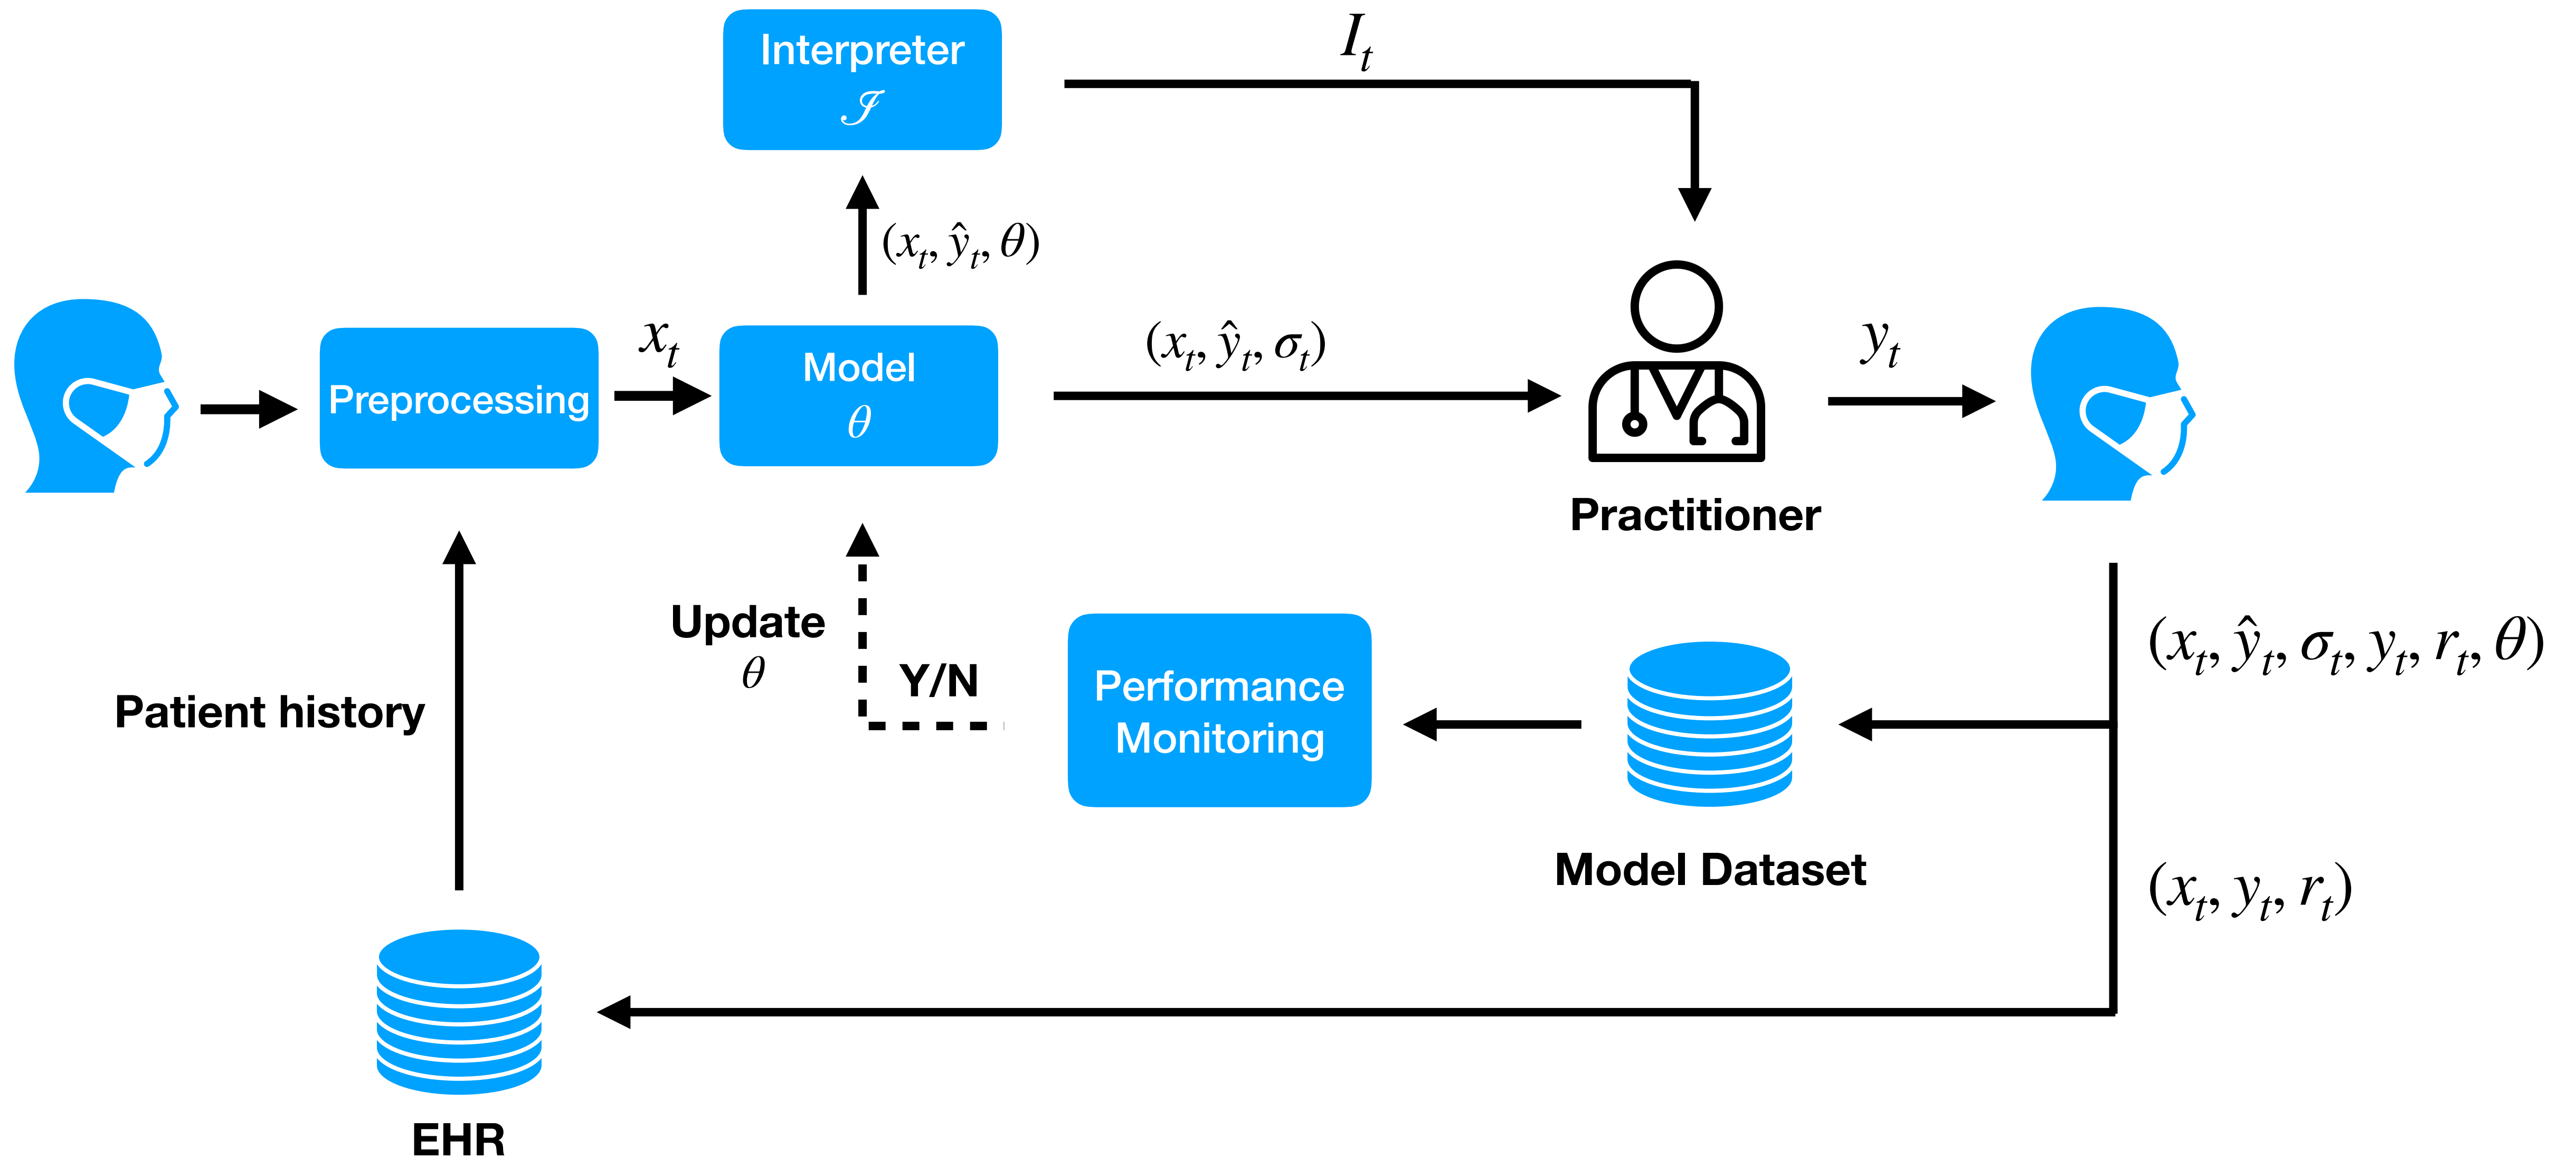 Interpreter
ℐ
I_t
(x_t, ŷ_t, θ)
Preprocessing
x_t
Model
θ
(x_t, ŷ_t, σ_t)
y_t
Practitioner
Update
θ
Y/N
Patient history
Performance
Monitoring
Model Dataset
(x_t, ŷ_t, σ_t, y_t, r_t, θ)
(x_t, y_t, r_t)
EHR